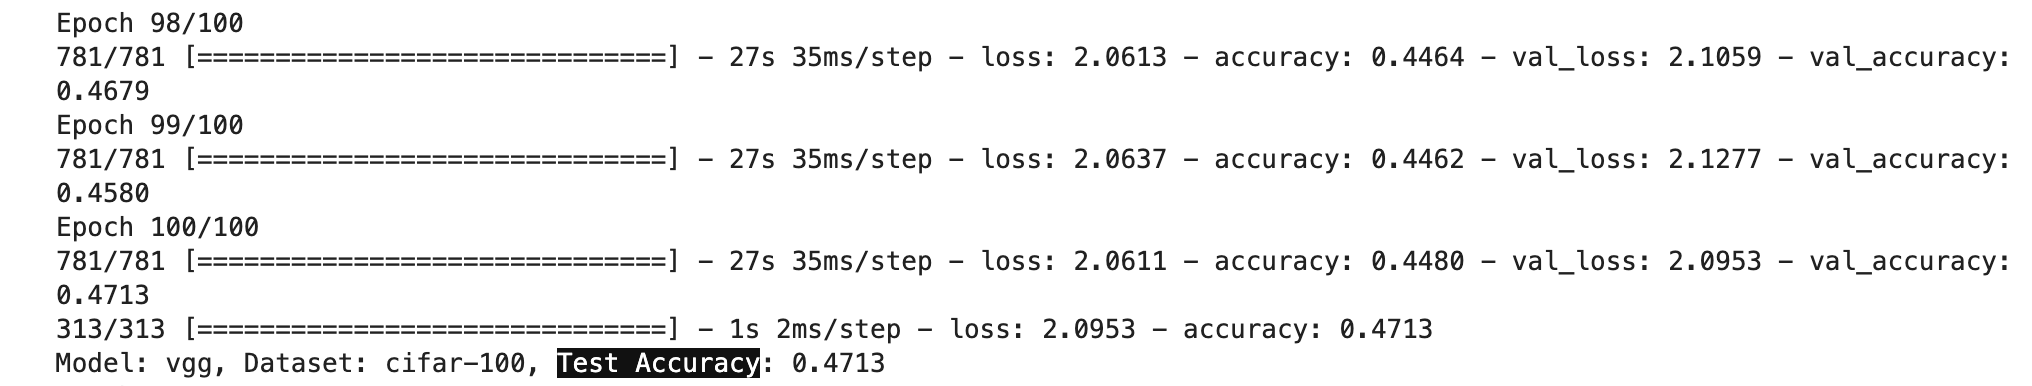 Epoch 98/100
781/781 [==============================] - 27s 35ms/step - loss: 2.0613 - accuracy: 0.4464 - val_loss: 2.1059 - val_accuracy:
0.4679
Epoch 99/100
781/781 [==============================] - 27s 35ms/step - loss: 2.0637 - accuracy: 0.4462 - val_loss: 2.1277 - val_accuracy:
0.4580
Epoch 100/100
781/781 [==============================] - 27s 35ms/step - loss: 2.0611 - accuracy: 0.4480 - val_loss: 2.0953 - val_accuracy:
0.4713
313/313 [==============================] - 1s 2ms/step - loss: 2.0953 - accuracy: 0.4713
Model: vgg, Dataset: cifar-100, Test Accuracy: 0.4713